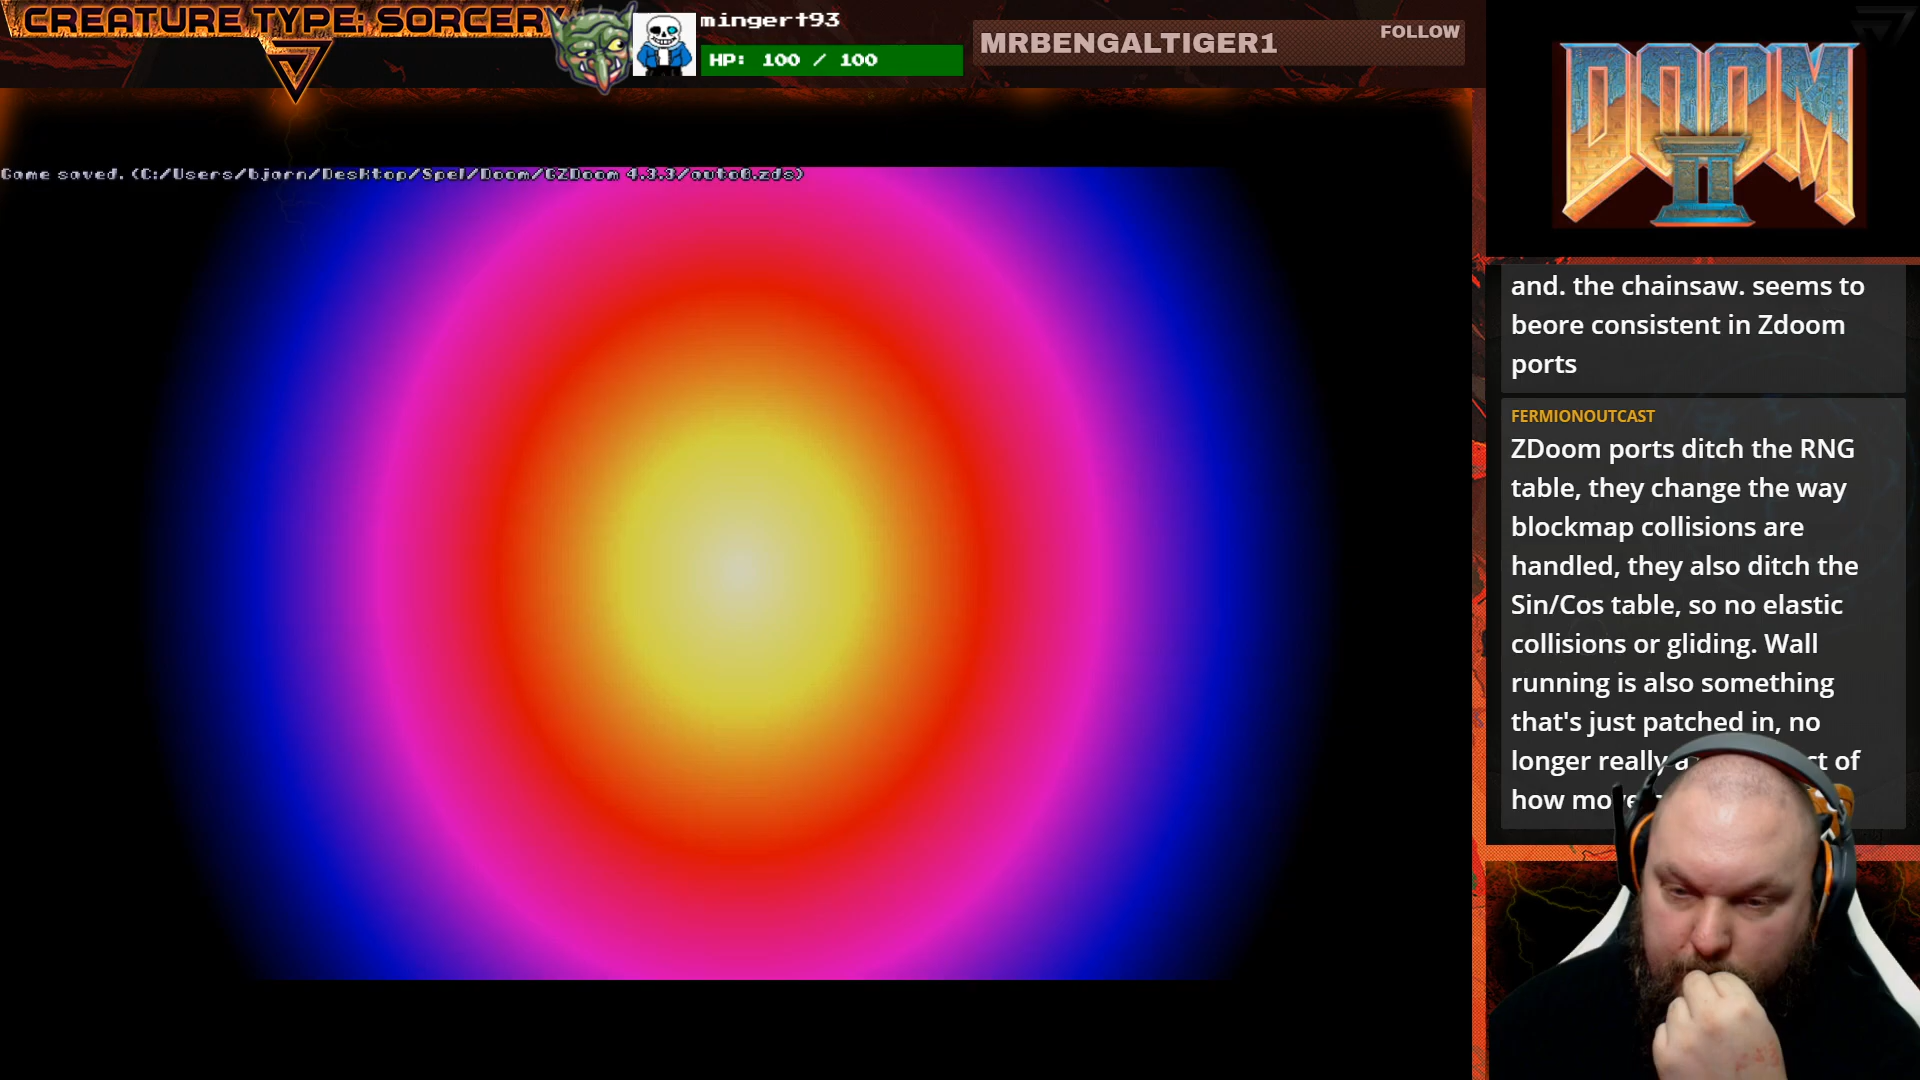 CREATURE TYPE: SORCERY
mingert93
HP: 100 / 100
MRBENGALTIGER1
FOLLOW
DOOM
II
Game saved. (C:/Users/bjarn/Desktop/Spel/Doom/GZDoom 4.3.3/auto0.zds)
and. the chainsaw. seems to
beore consistent in Zdoom
ports
FERMIONOUTCAST
ZDoom ports ditch the RNG
table, they change the way
blockmap collisions are
handled, they also ditch the
Sin/Cos table, so no elastic
collisions or gliding. Wall
running is also something
that's just patched in, no
longer really a of
how